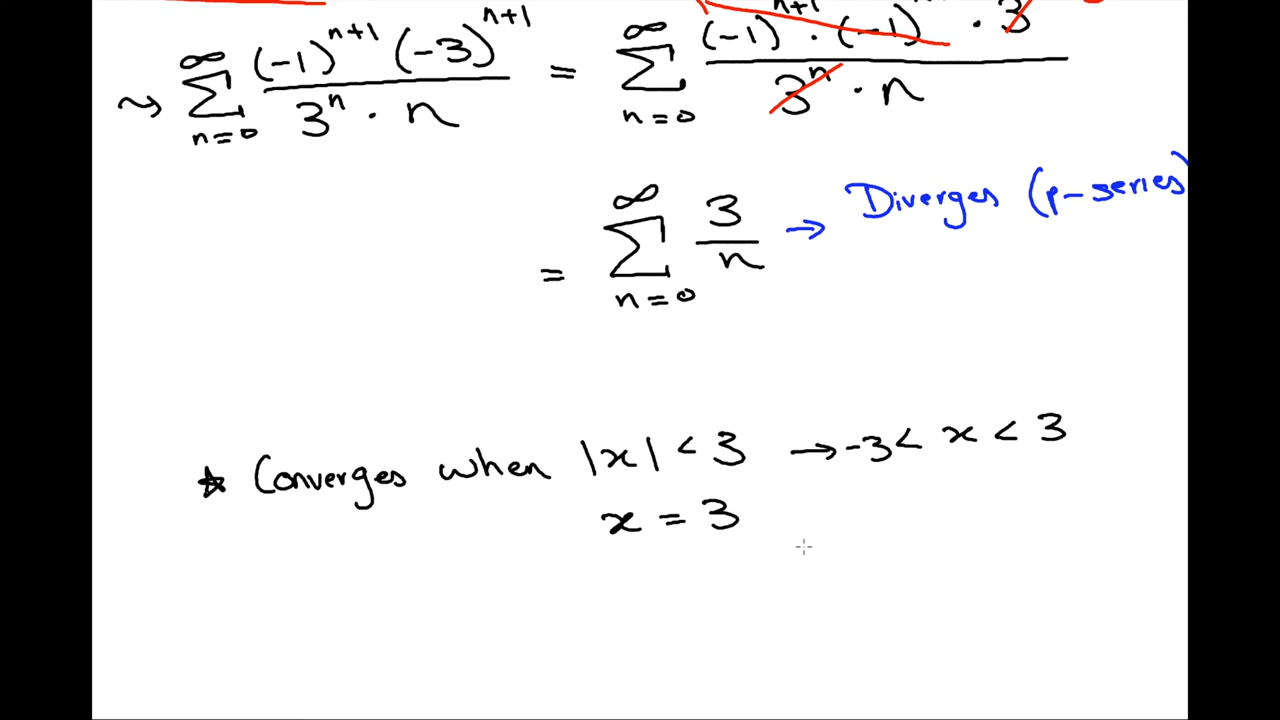 ⇝ ∑_{n=0}^{∞} (-1)^{n+1} (-3)^{n+1} / 3^n · n = ∑_{n=0}^{∞} (-1)^{n+1} · (-1) · 3 / 3^n · n
= ∑_{n=0}^{∞} 3/n → Diverges (p-series)
☆ Converges when |x| < 3 → -3 < x < 3
x = 3